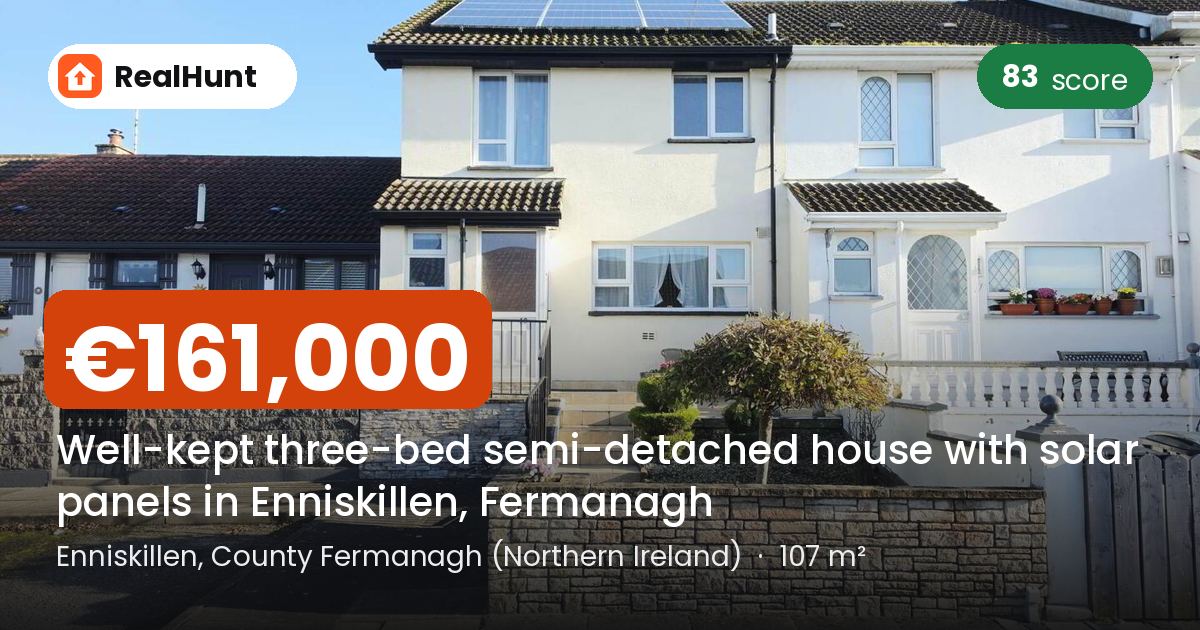 RealHunt
83 score
€161,000
Well-kept three-bed semi-detached house with solar
panels in Enniskillen, Fermanagh
Enniskillen, County Fermanagh (Northern Ireland) · 107 m²